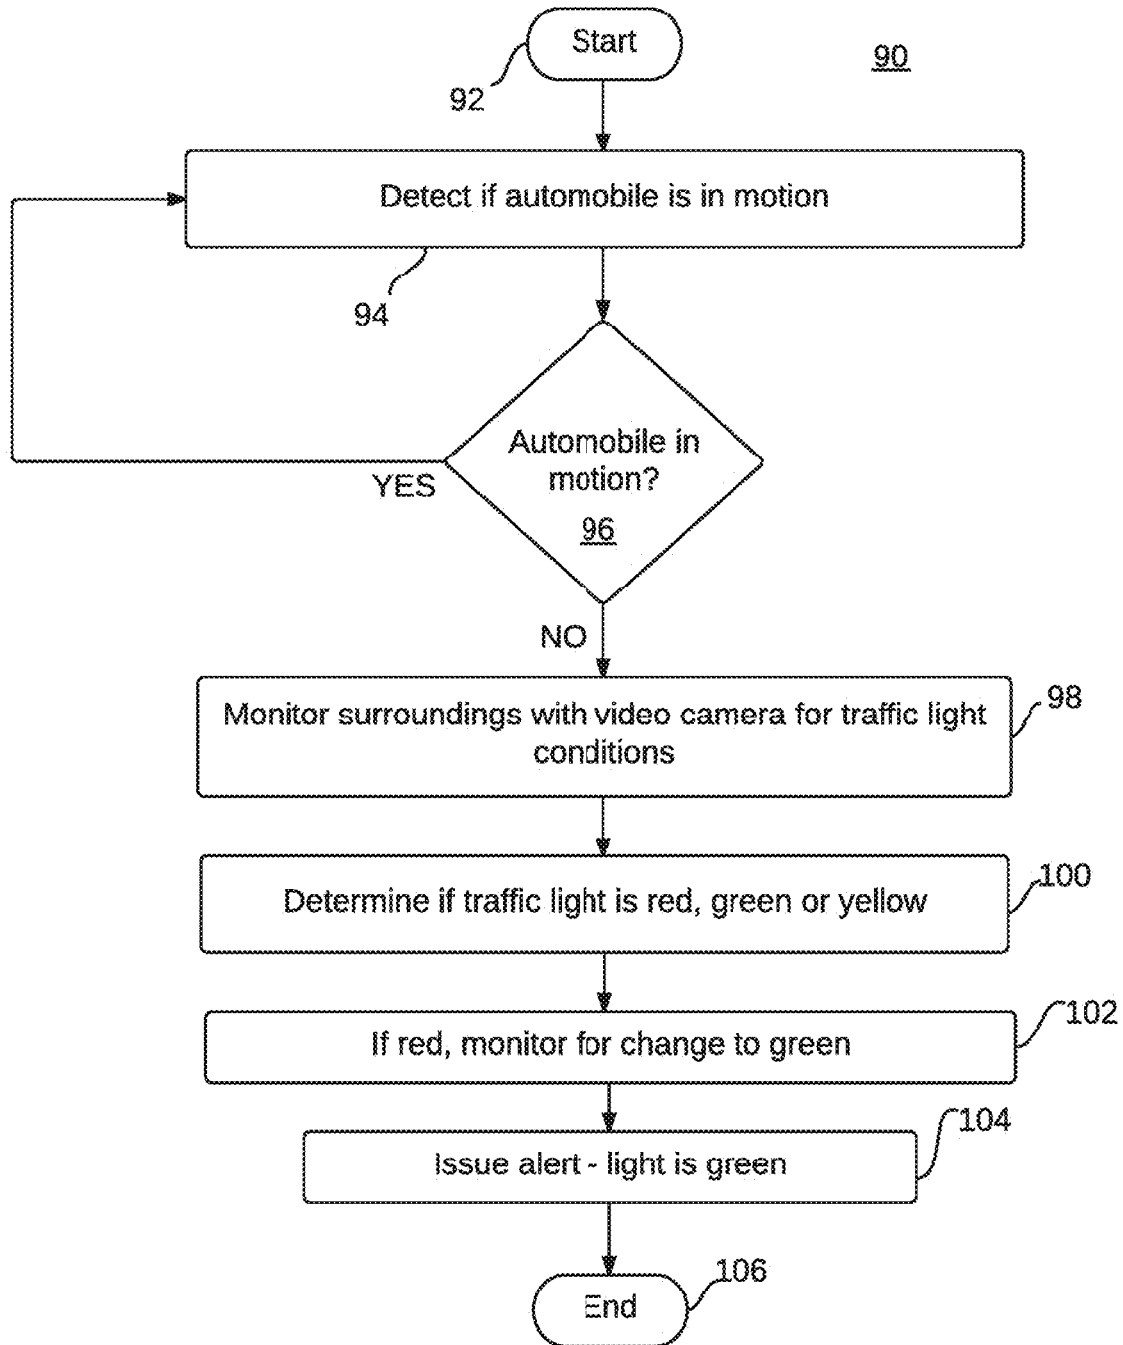 Start
90
92
Detect if automobile is in motion
94
Automobile in
motion?
96
YES
NO
Monitor surroundings with video camera for traffic light
conditions
98
Determine if traffic light is red, green or yellow
100
If red, monitor for change to green
102
Issue alert - light is green
104
End
106